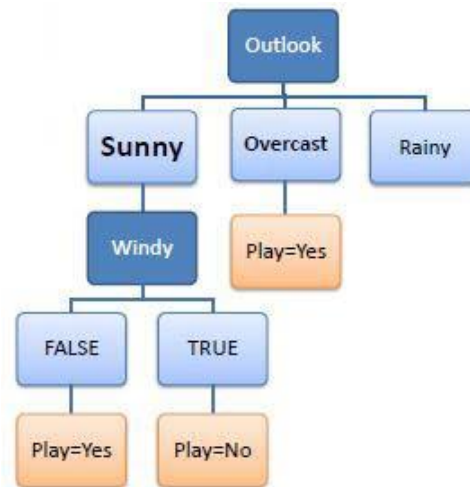 Outlook
Sunny
Overcast
Rainy
Windy
Play=Yes
FALSE
TRUE
Play=Yes
Play=No